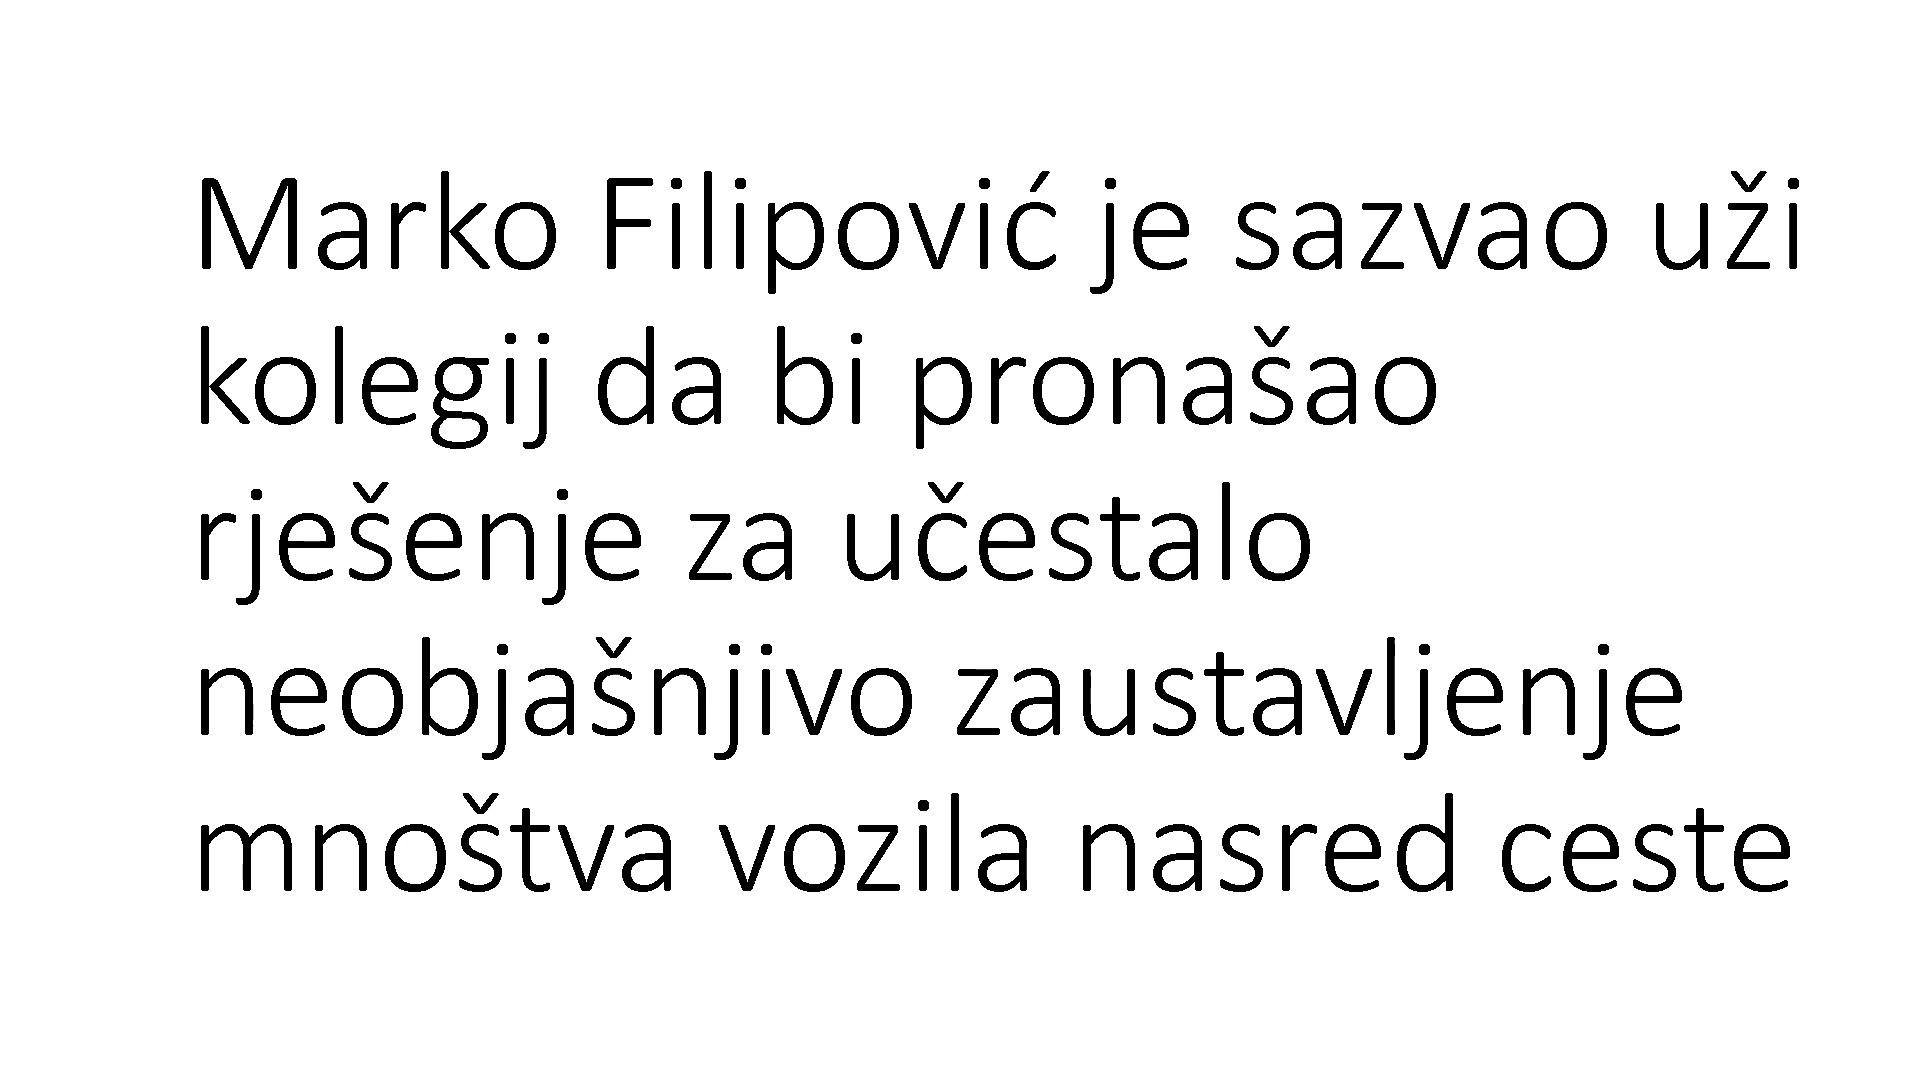 Marko Filipović je sazvao uži
kolegij da bi pronašao
rješenje za učestalo
neobjašnjivo zaustavljenje
mnoštva vozila nasred ceste